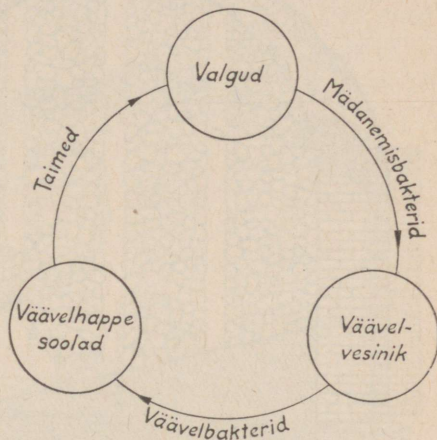 Valgud
Mädanemisbakterid
Väävel-
vesinik
Väävelbakterid
Väävelhappe
soolad
Taimed